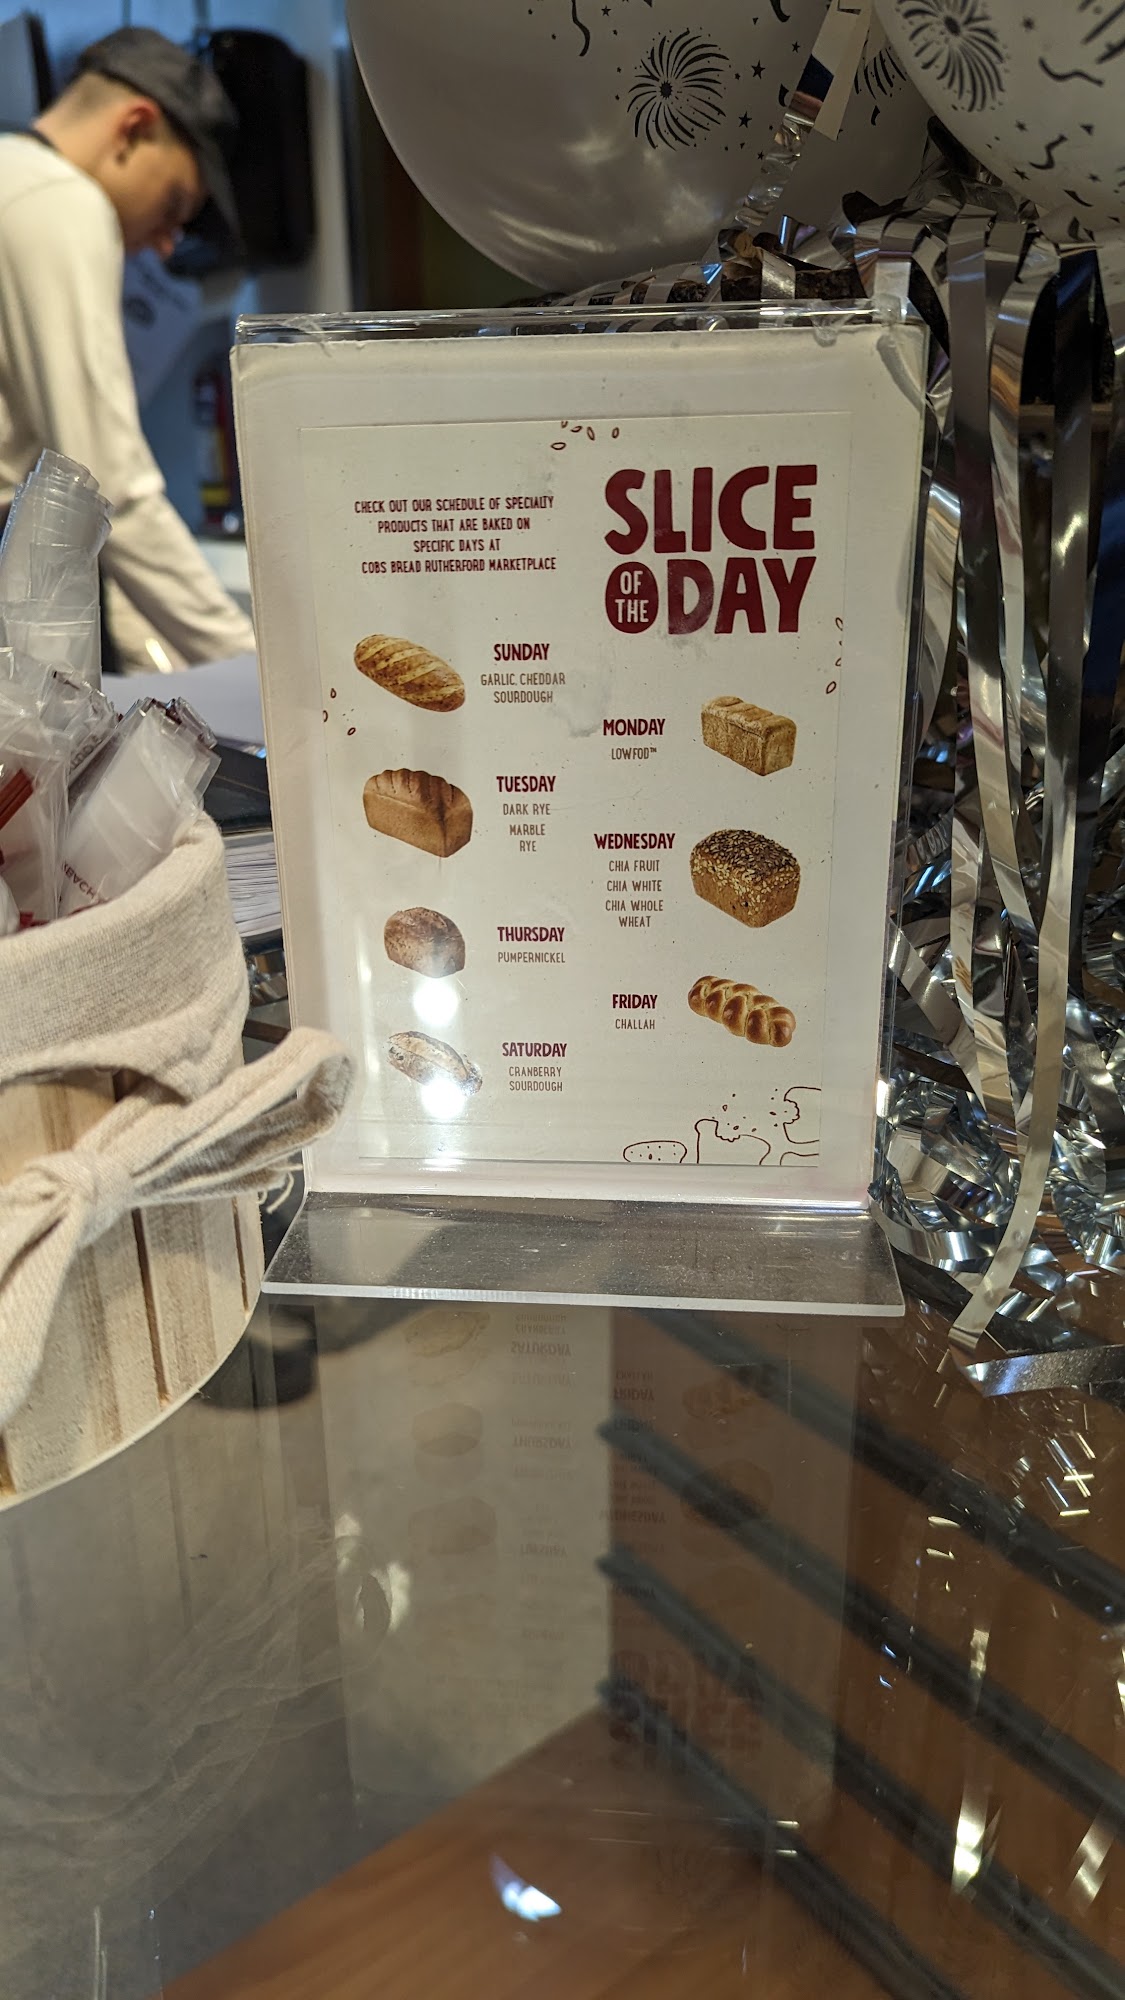 CHECK OUT OUR SCHEDULE OF SPECIALTY
PRODUCTS THAT ARE BAKED ON
SPECIFIC DAYS AT
COBS BREAD RUTHERFORD MARKETPLACE
SLICE
OF THE DAY
SUNDAY
GARLIC, CHEDDAR
SOURDOUGH
MONDAY
LOWFOD™
TUESDAY
DARK RYE
MARBLE
RYE
WEDNESDAY
CHIA FRUIT
CHIA WHITE
CHIA WHOLE
WHEAT
THURSDAY
PUMPERNICKEL
FRIDAY
CHALLAH
SATURDAY
CRANBERRY
SOURDOUGH